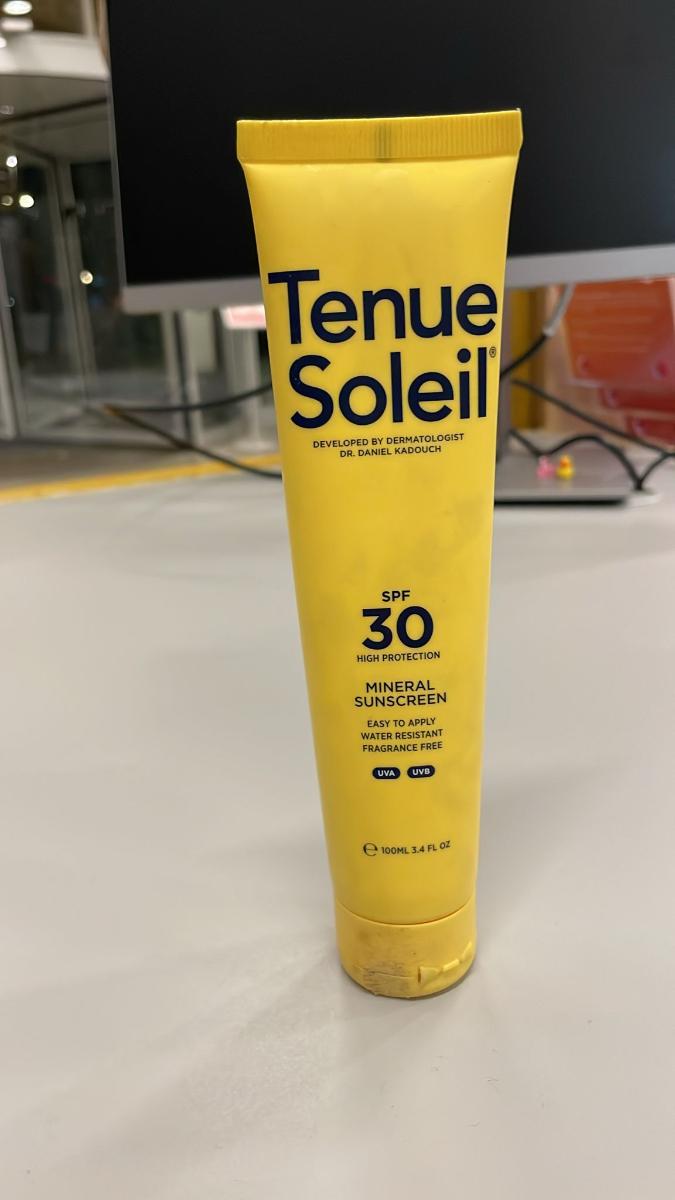 Tenue
Soleil®
DEVELOPED BY DERMATOLOGIST
DR. DANIEL KADOUCH
SPF
30
HIGH PROTECTION
MINERAL
SUNSCREEN
EASY TO APPLY
WATER RESISTANT
FRAGRANCE FREE
UVA UVB
℮ 100ML 3.4 FL OZ